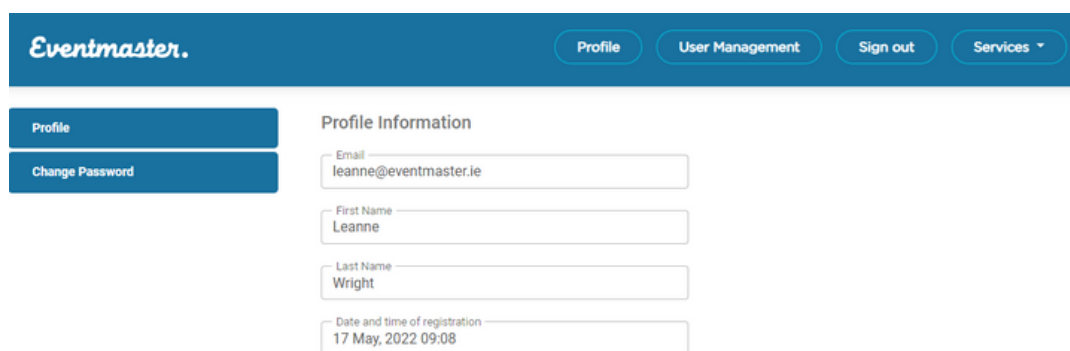 Eventmaster.
Profile
User Management
Sign out
Services
Profile
Change Password
Profile Information
Email
leanne@eventmaster.ie
First Name
Leanne
Last Name
Wright
Date and time of registration
17 May, 2022 09:08